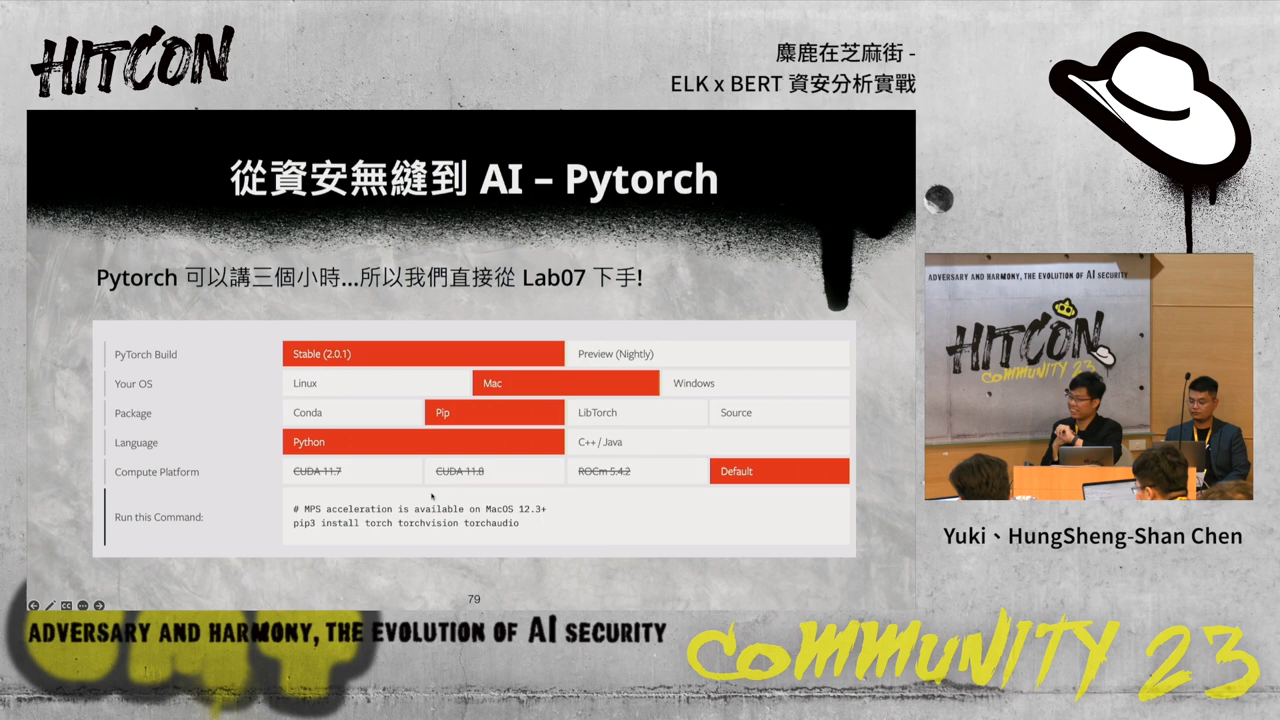 HITCON
麋鹿在芝麻街 -
ELK x BERT 資安分析實戰
從資安無縫到 AI – Pytorch
Pytorch 可以講三個小時...所以我們直接從 Lab07 下手!
PyTorch Build
Stable (2.0.1)
Preview (Nightly)
Your OS
Linux
Mac
Windows
Package
Conda
Pip
LibTorch
Source
Language
Python
C++ / Java
Compute Platform
CUDA 11.7
CUDA 11.8
ROCm 5.4.2
Default
Run this Command:
# MPS acceleration is available on MacOS 12.3+
pip3 install torch torchvision torchaudio
79
ADVERSARY AND HARMONY, THE EVOLUTION OF AI SECURITY
HITCON
COMMUNITY 23
Yuki、HungSheng-Shan Chen
ADVERSARY AND HARMONY, THE EVOLUTION OF AI SECURITY
COMMUNITY 23